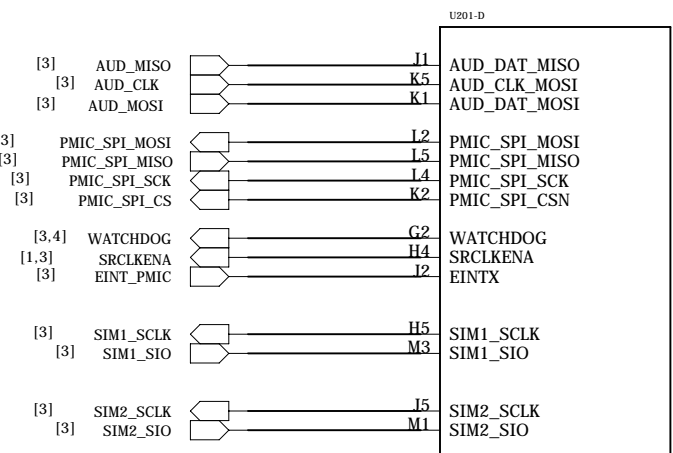 U201-D
[3] AUD_MISO J1 AUD_DAT_MISO
[3] AUD_CLK K5 AUD_CLK_MOSI
[3] AUD_MOSI K1 AUD_DAT_MOSI
3] PMIC_SPI_MOSI L2 PMIC_SPI_MOSI
[3] PMIC_SPI_MISO L5 PMIC_SPI_MISO
[3] PMIC_SPI_SCK L4 PMIC_SPI_SCK
[3] PMIC_SPI_CS K2 PMIC_SPI_CSN
[3,4] WATCHDOG G2 WATCHDOG
[1,3] SRCLKENA H4 SRCLKENA
[3] EINT_PMIC J2 EINTX
[3] SIM1_SCLK H5 SIM1_SCLK
[3] SIM1_SIO M3 SIM1_SIO
[3] SIM2_SCLK J5 SIM2_SCLK
[3] SIM2_SIO M1 SIM2_SIO